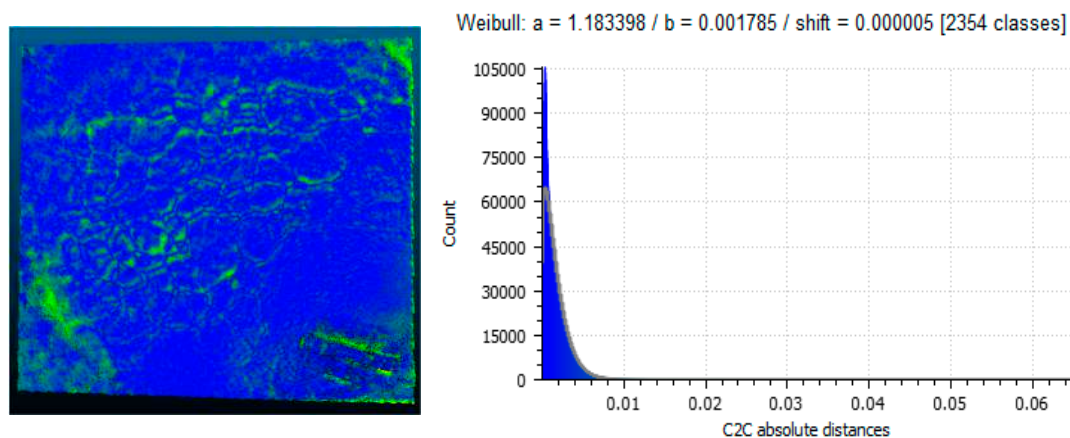 Weibull: a = 1.183398 / b = 0.001785 / shift = 0.000005 [2354 classes]
105000
90000
75000
60000
45000
30000
15000
0
Count
0.01 0.02 0.03 0.04 0.05 0.06
C2C absolute distances